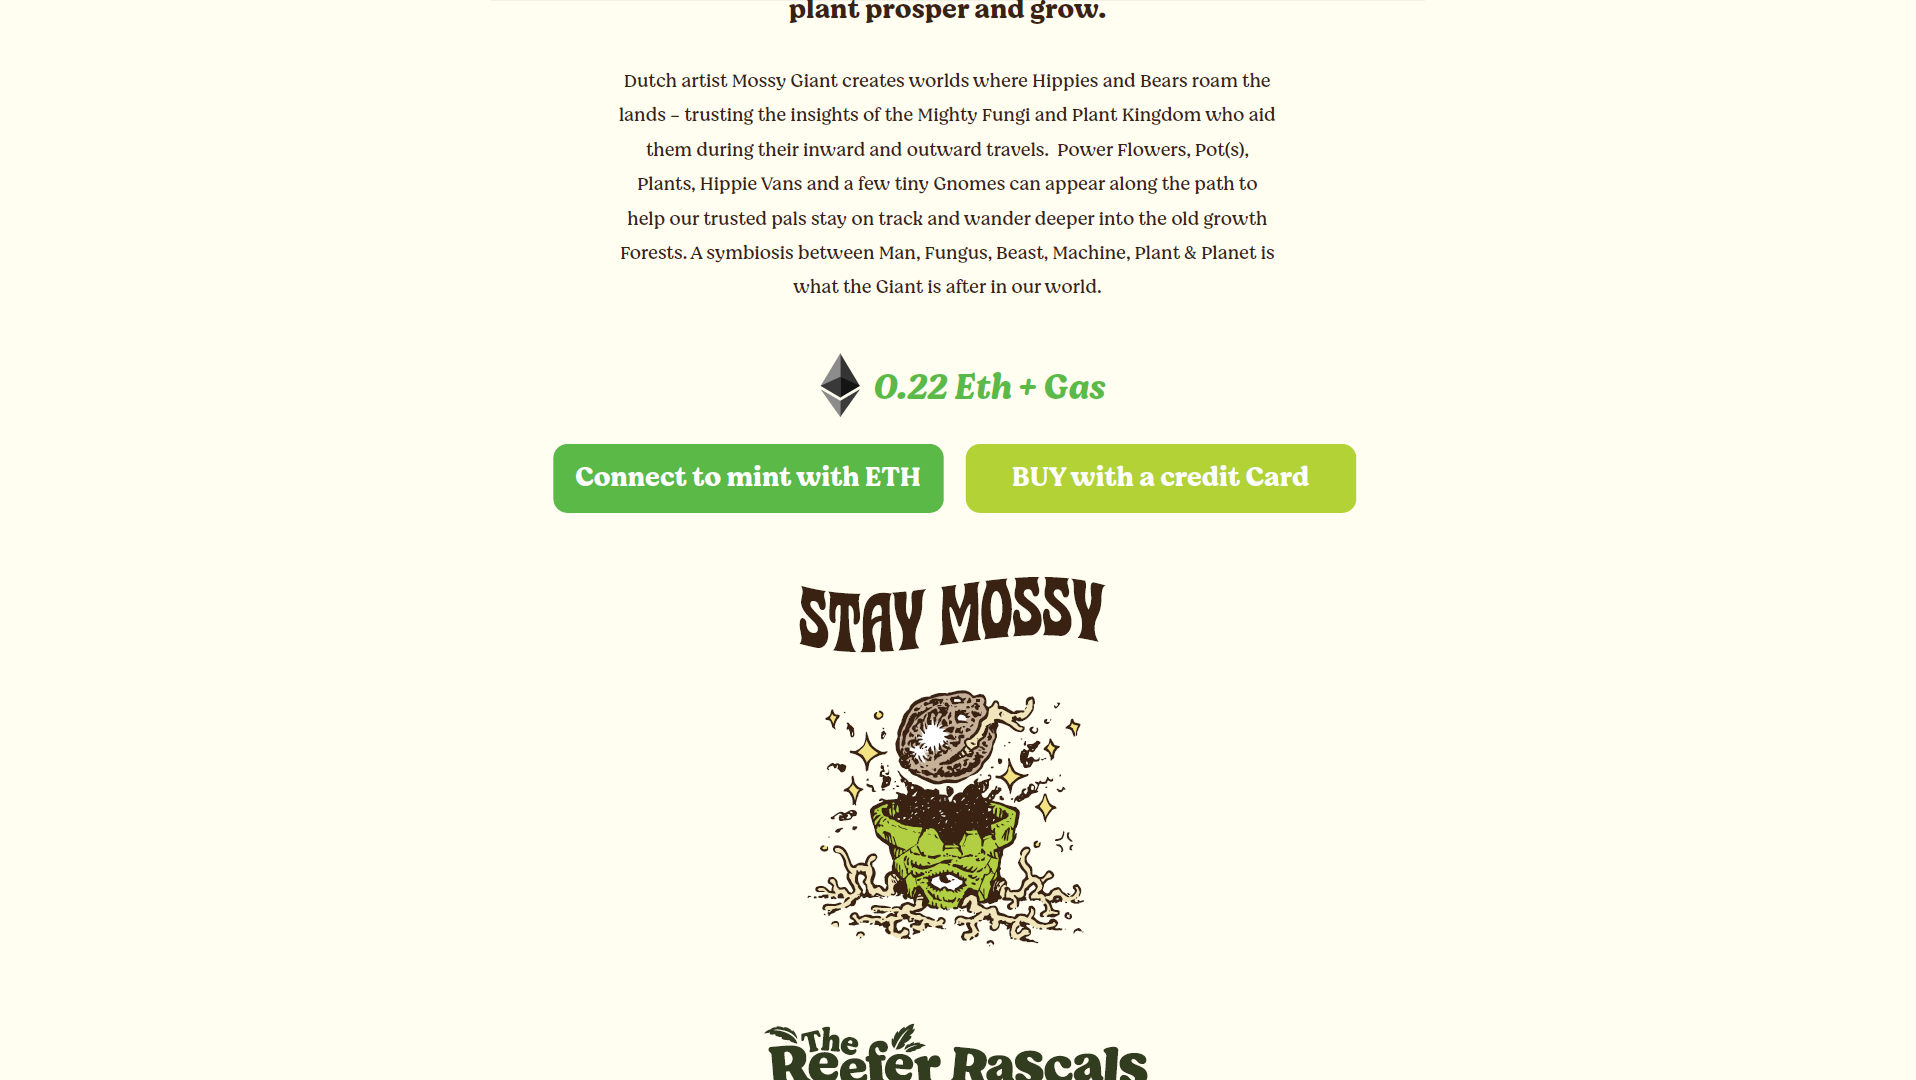 plant prosper and grow.
Dutch artist Mossy Giant creates worlds where Hippies and Bears roam the
lands – trusting the insights of the Mighty Fungi and Plant Kingdom who aid
them during their inward and outward travels.  Power Flowers, Pot(s),
Plants, Hippie Vans and a few tiny Gnomes can appear along the path to
help our trusted pals stay on track and wander deeper into the old growth
Forests. A symbiosis between Man, Fungus, Beast, Machine, Plant & Planet is
what the Giant is after in our world.
0.22 Eth + Gas
Connect to mint with ETH
BUY with a credit Card
STAY MOSSY
The
Reefer Rascals